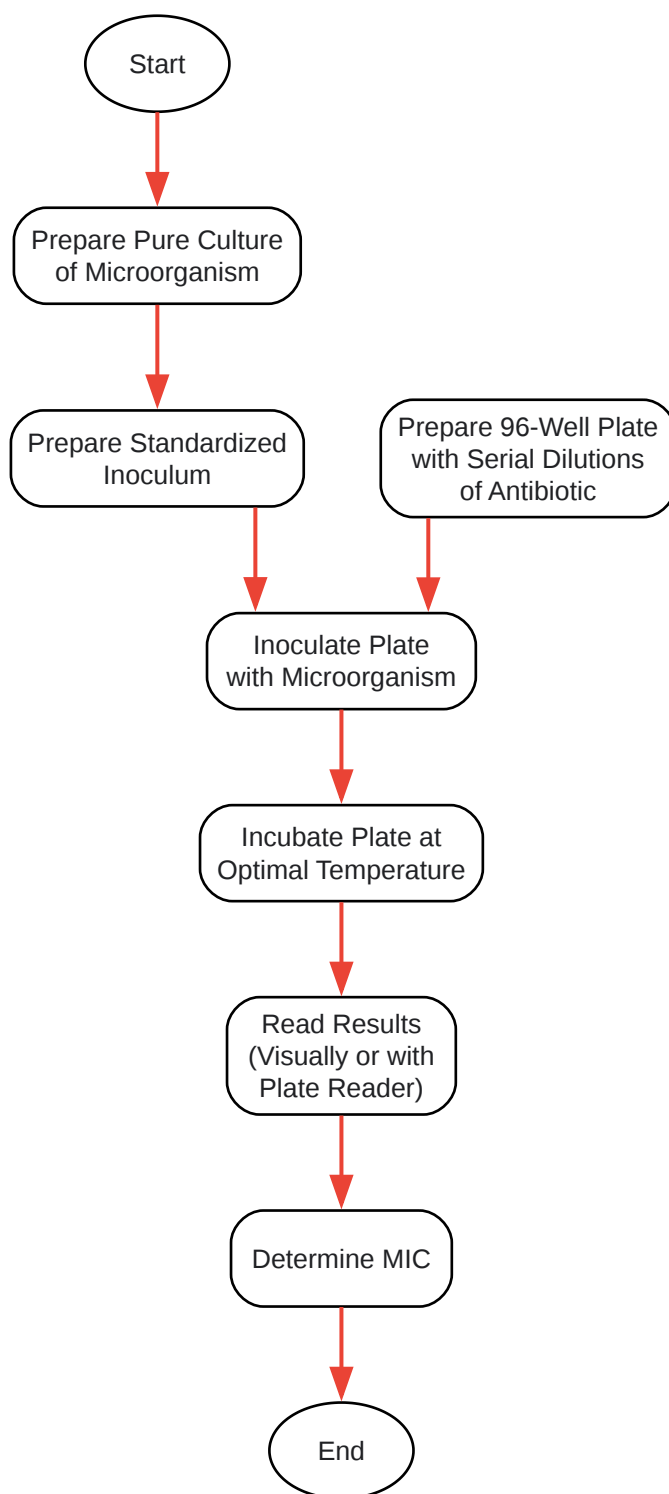 Start
Prepare Pure Culture
of Microorganism
Prepare Standardized
Inoculum
Prepare 96-Well Plate
with Serial Dilutions
of Antibiotic
Inoculate Plate
with Microorganism
Incubate Plate at
Optimal Temperature
Read Results
(Visually or with
Plate Reader)
Determine MIC
End